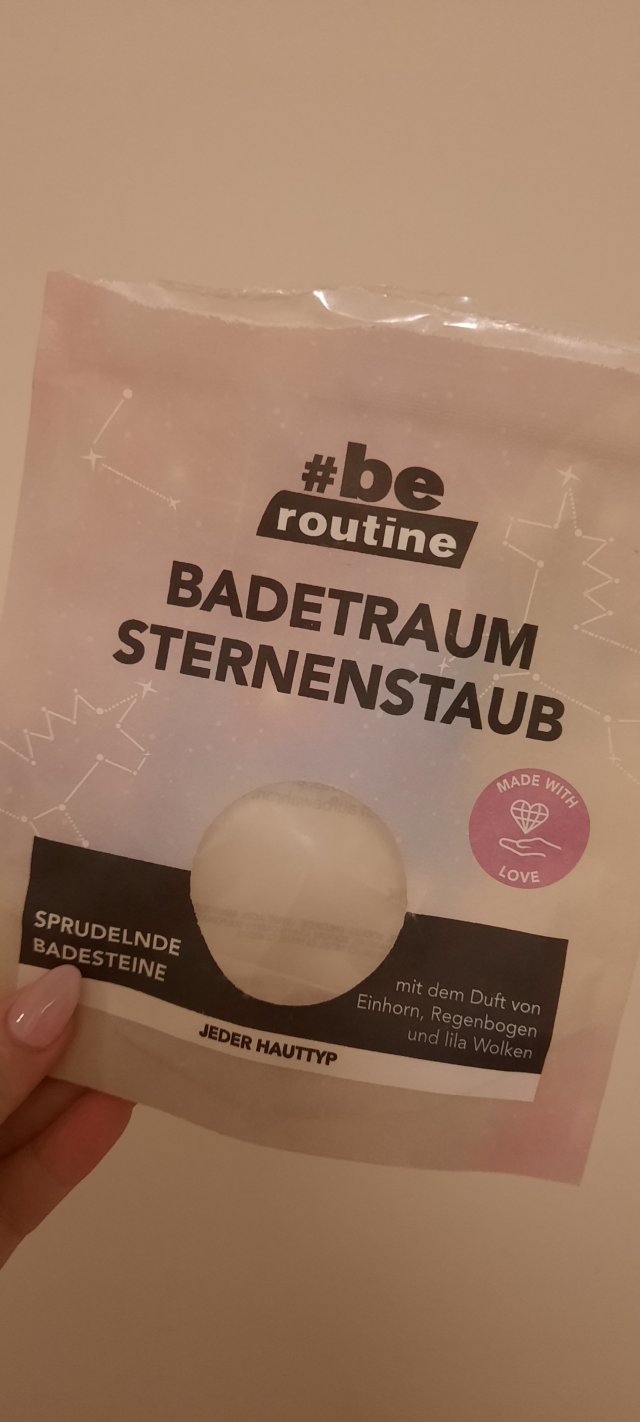 #be
routine
BADETRAUM
STERNENSTAUB
MADE WITH
LOVE
SPRUDELNDE
BADESTEINE
mit dem Duft von
Einhorn, Regenbogen
und lila Wolken
JEDER HAUTTYP